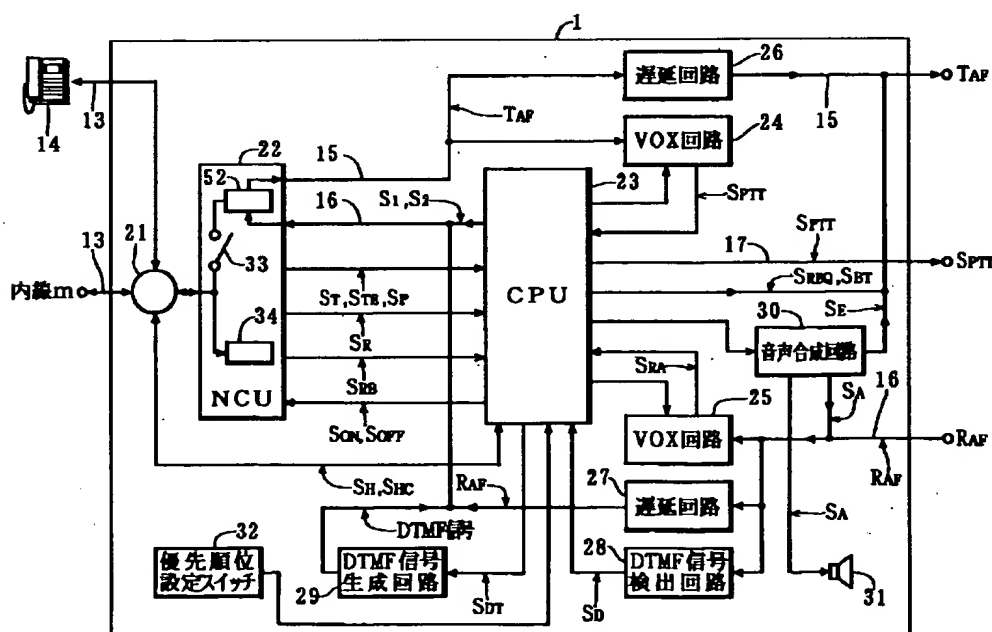 1
26
遅延回路
TAF
15
13
14
TAF
VOX回路
24
22
52
15
23
SPTT
16
S1,S2
21
13
33
17
SPTT
内線m
SPTT
CPU
ST,STE,SP
SREQ,SBT
SE
30
34
SR
音声合成回路
NCU
SRB
SRA
25
SA
16
SON,SOFF
VOX回路
RAF
RAF
SH,SHC
RAF
27
遅延回路
SA
DTMF信号
32
優先順位
設定スイッチ
DTMF信号
生成回路
29
28
DTMF信号
検出回路
SDT
SD
31